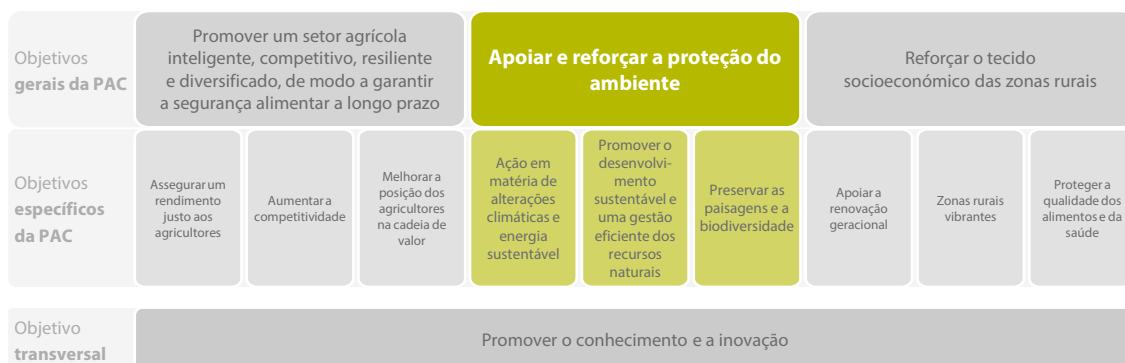 Objetivos
gerais da PAC
Promover um setor agrícola
inteligente, competitivo, resiliente
e diversificado, de modo a garantir
a segurança alimentar a longo prazo
Apoiar e reforçar a proteção do
ambiente
Reforçar o tecido
socioeconómico das zonas rurais
Objetivos
específicos
da PAC
Assegurar um
rendimento
justo aos
agricultores
Aumentar a
competitividade
Melhorar a
posição dos
agricultores
na cadeia de
valor
Ação em
matéria de
alterações
climáticas e
energia
sustentável
Promover o
desenvolvi-
mento
sustentável e
uma gestão
eficiente dos
recursos
naturais
Preservar as
paisagens e a
biodiversidade
Apoiar a
renovação
geracional
Zonas rurais
vibrantes
Proteger a
qualidade dos
alimentos e da
saúde
Objetivo
transversal
Promover o conhecimento e a inovação